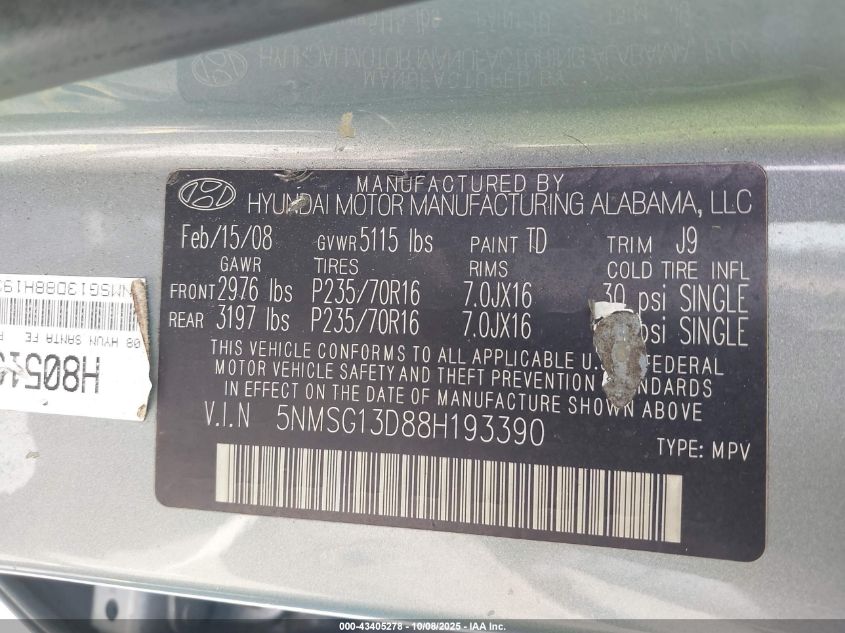 MANUFACTURED BY
HYUNDAI MOTOR MANUFACTURING ALABAMA, LLC
Feb/15/08 GVWR 5115 lbs PAINT TD TRIM J9
GAWR TIRES RIMS COLD TIRE INFL
FRONT 2976 lbs P235/70R16 7.0JX16 30 psi SINGLE
REAR 3197 lbs P235/70R16 7.0JX16 psi SINGLE
THIS VEHICLE CONFORMS TO ALL APPLICABLE U.S. FEDERAL
MOTOR VEHICLE SAFETY AND THEFT PREVENTION STANDARDS
IN EFFECT ON THE DATE OF MANUFACTURE SHOWN ABOVE
V.I.N 5NMSG13D88H193390
TYPE: MPV
H8051
08 HYUN SANTA FE
NMSG13D88H19
000-43405278 - 10/08/2025 - IAA Inc.